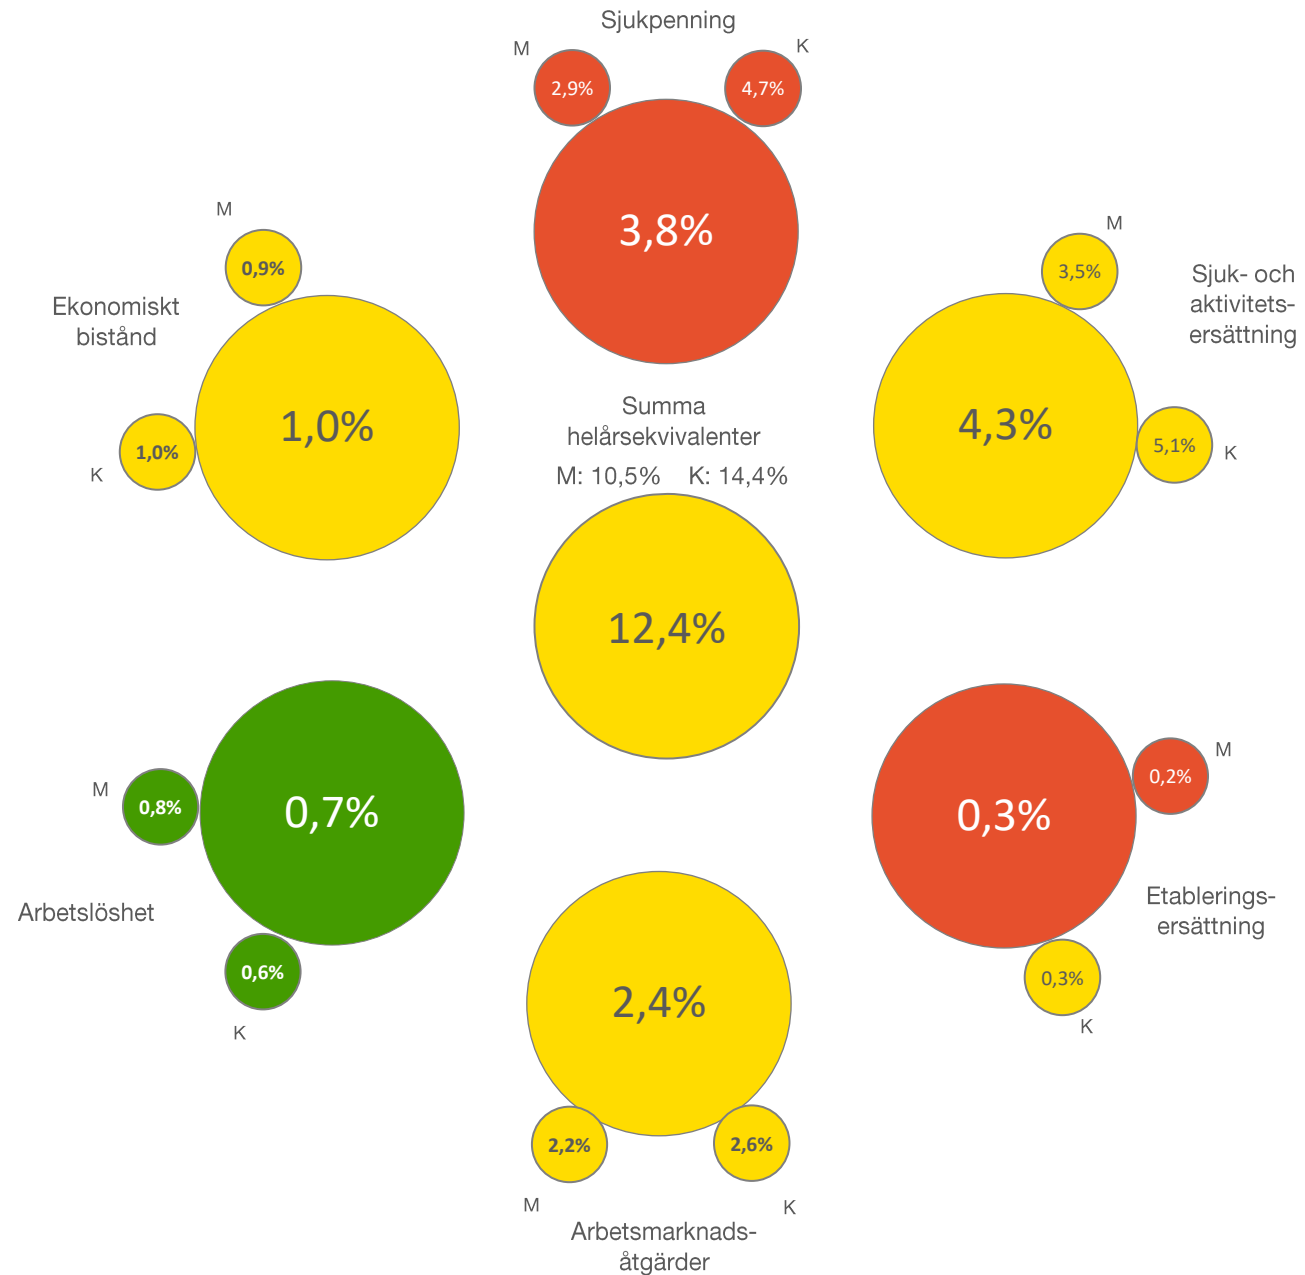 Sjukpenning
M
K
2,9%
4,7%
3,8%
M
0,9%
Ekonomiskt
bistånd
1,0%
1,0%
K
M
3,5%
Sjuk- och
aktivitets-
ersättning
4,3%
5,1%
K
Summa
helårsekvivalenter
M: 10,5% K: 14,4%
12,4%
M
0,8%
0,7%
Arbetslöshet
0,6%
K
M
0,2%
0,3%
Etablerings-
ersättning
0,3%
K
2,4%
2,2%
2,6%
M
K
Arbetsmarknads-
åtgärder